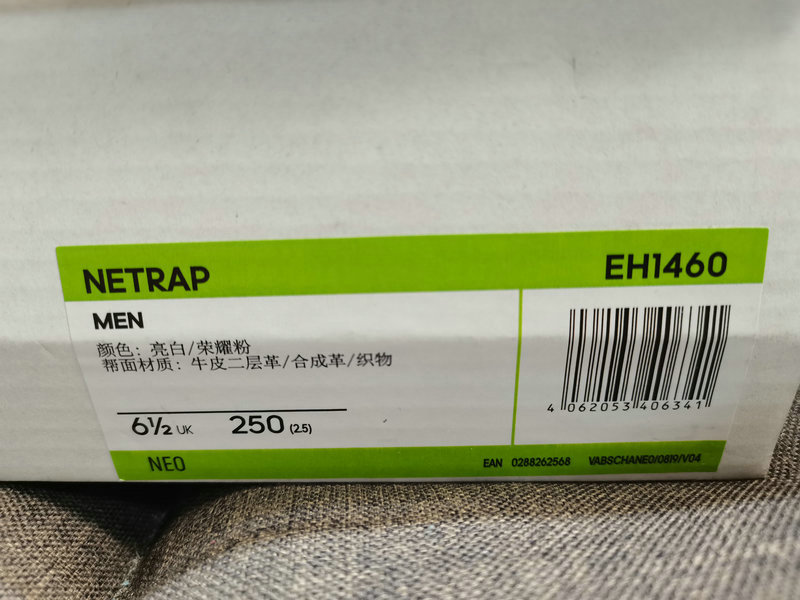 NETRAP
EH1460
MEN
颜色：亮白/荣耀粉
帮面材质：牛皮二层革/合成革/织物
6½ UK 250 (2.5)
4 062053 406341
NEO
EAN 0288262568 VABSCHANEO/0819/V04